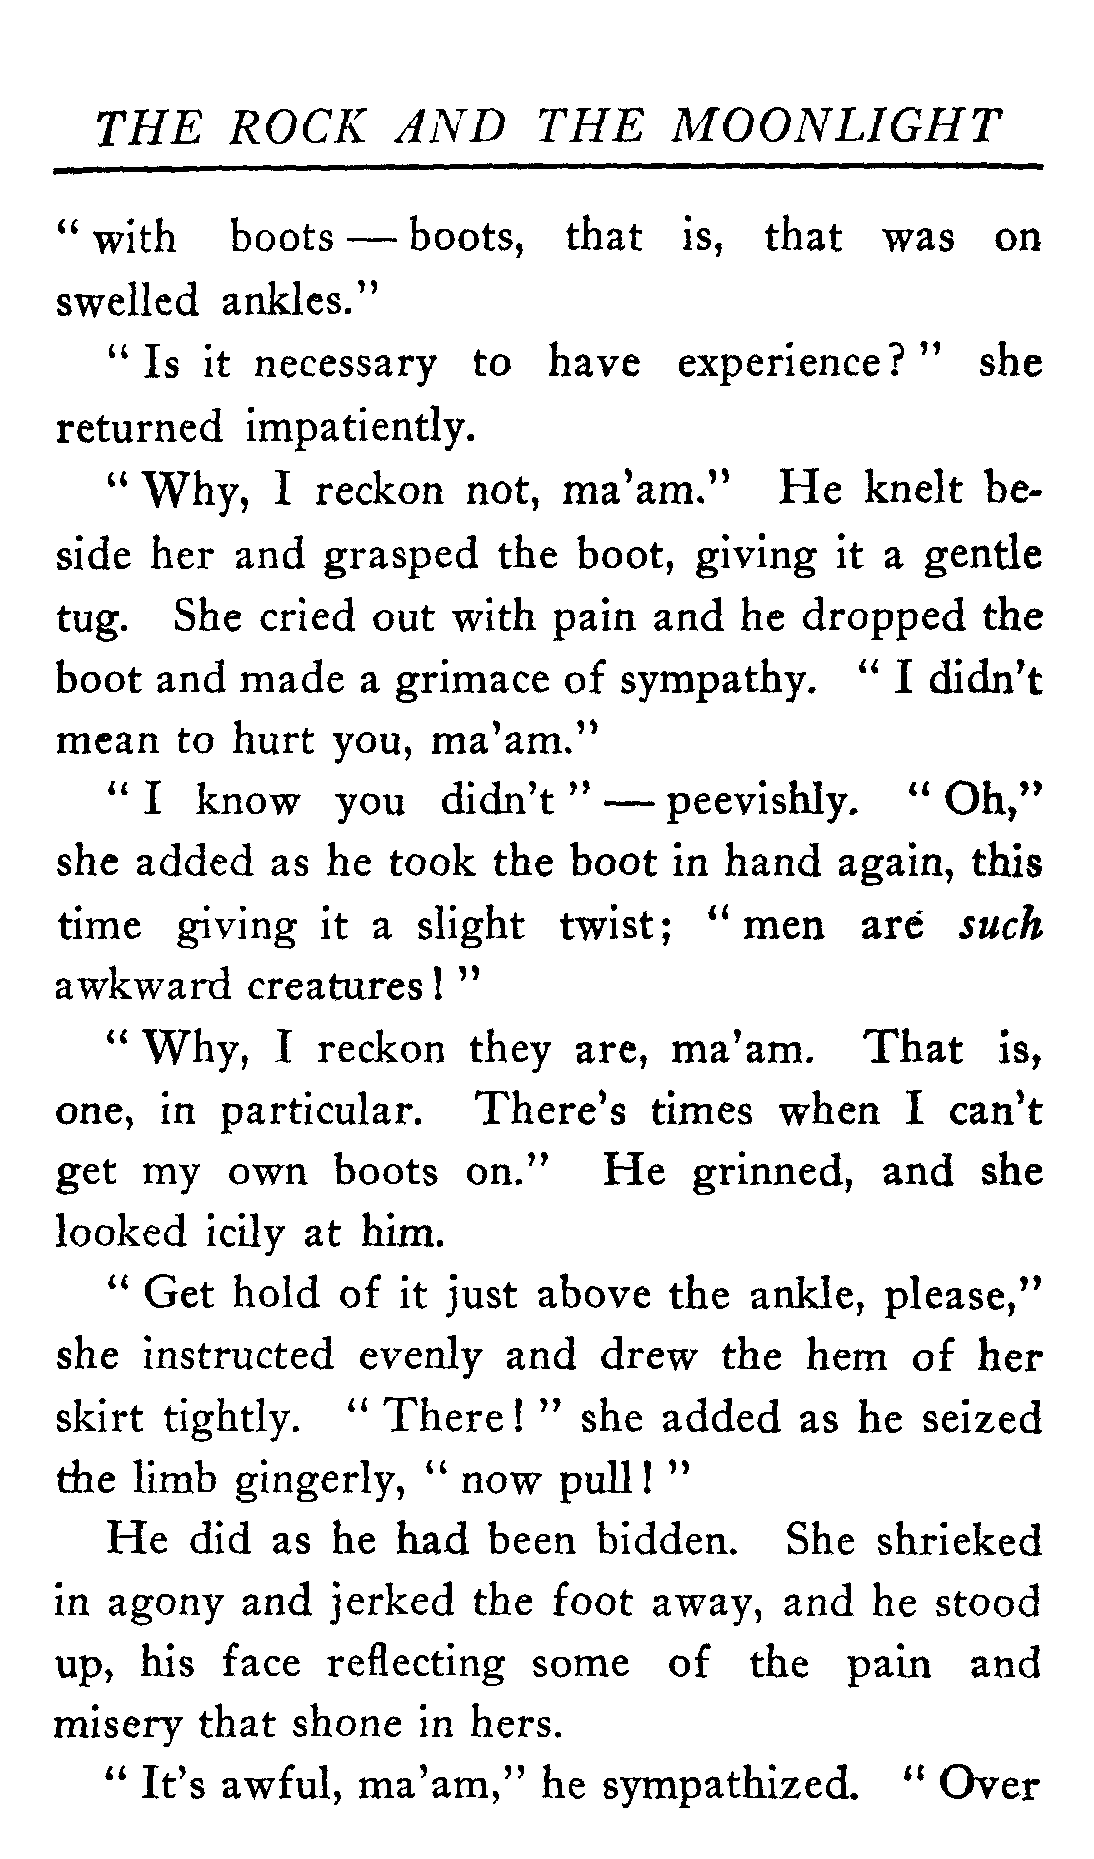 THE ROCK AND THE MOONLIGHT
“ with boots — boots, that is, that was on
swelled ankles.”
“ Is it necessary to have experience? ” she
returned impatiently.
“ Why, I reckon not, ma’am.” He knelt be-
side her and grasped the boot, giving it a gentle
tug. She cried out with pain and he dropped the
boot and made a grimace of sympathy. “ I didn’t
mean to hurt you, ma’am.”
“ I know you didn’t ” — peevishly. “ Oh,”
she added as he took the boot in hand again, this
time giving it a slight twist; “ men are such
awkward creatures! ”
“ Why, I reckon they are, ma’am. That is,
one, in particular. There’s times when I can’t
get my own boots on.” He grinned, and she
looked icily at him.
“ Get hold of it just above the ankle, please,”
she instructed evenly and drew the hem of her
skirt tightly. “ There! ” she added as he seized
the limb gingerly, “ now pull! ”
He did as he had been bidden. She shrieked
in agony and jerked the foot away, and he stood
up, his face reflecting some of the pain and
misery that shone in hers.
“ It’s awful, ma’am,” he sympathized. “ Over